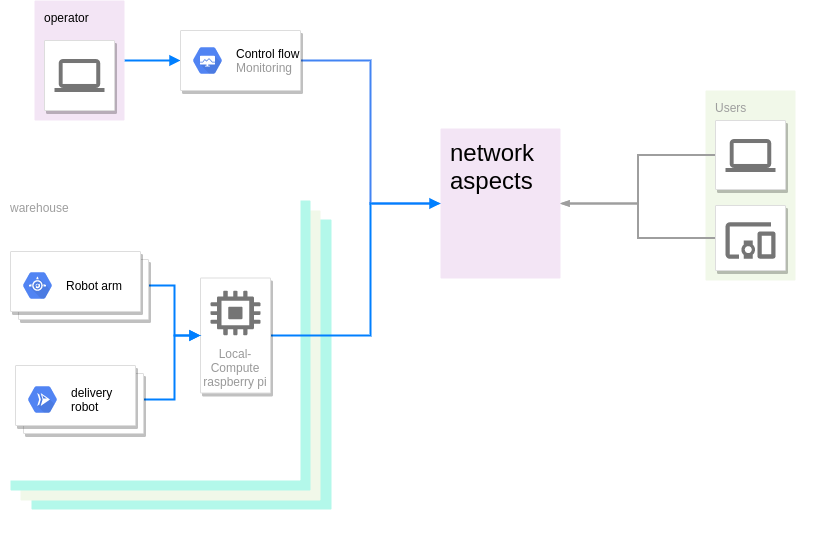 operator
Control flow
Monitoring
network
aspects
Users
warehouse
Robot arm
Local-
Compute
raspberry pi
delivery
robot